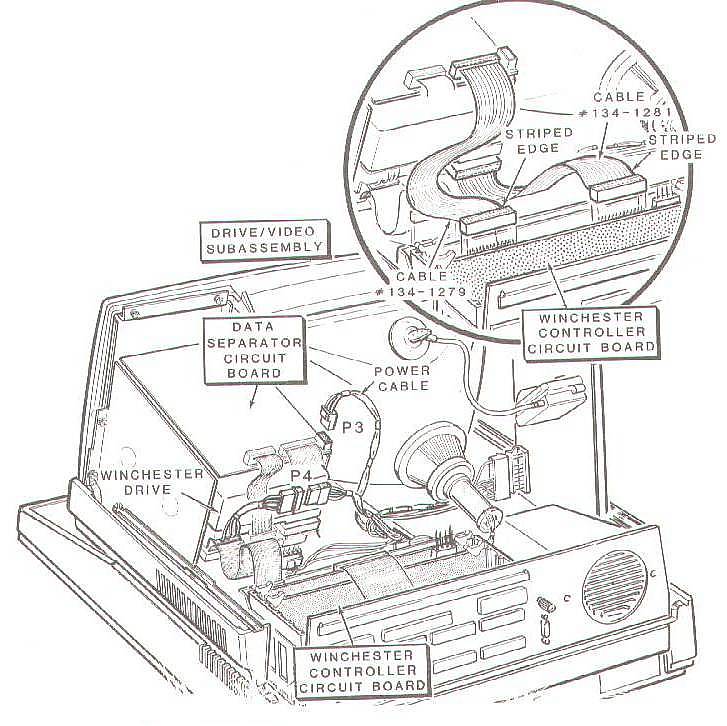 CABLE
#134-1281
STRIPED
EDGE
STRIPED
EDGE
DRIVE/VIDEO
SUBASSEMBLY
CABLE
#134-1279
WINCHESTER
CONTROLLER
CIRCUIT BOARD
DATA
SEPARATOR
CIRCUIT
BOARD
POWER
CABLE
P3
P4
WINCHESTER
DRIVE
C
C
WINCHESTER
CONTROLLER
CIRCUIT BOARD